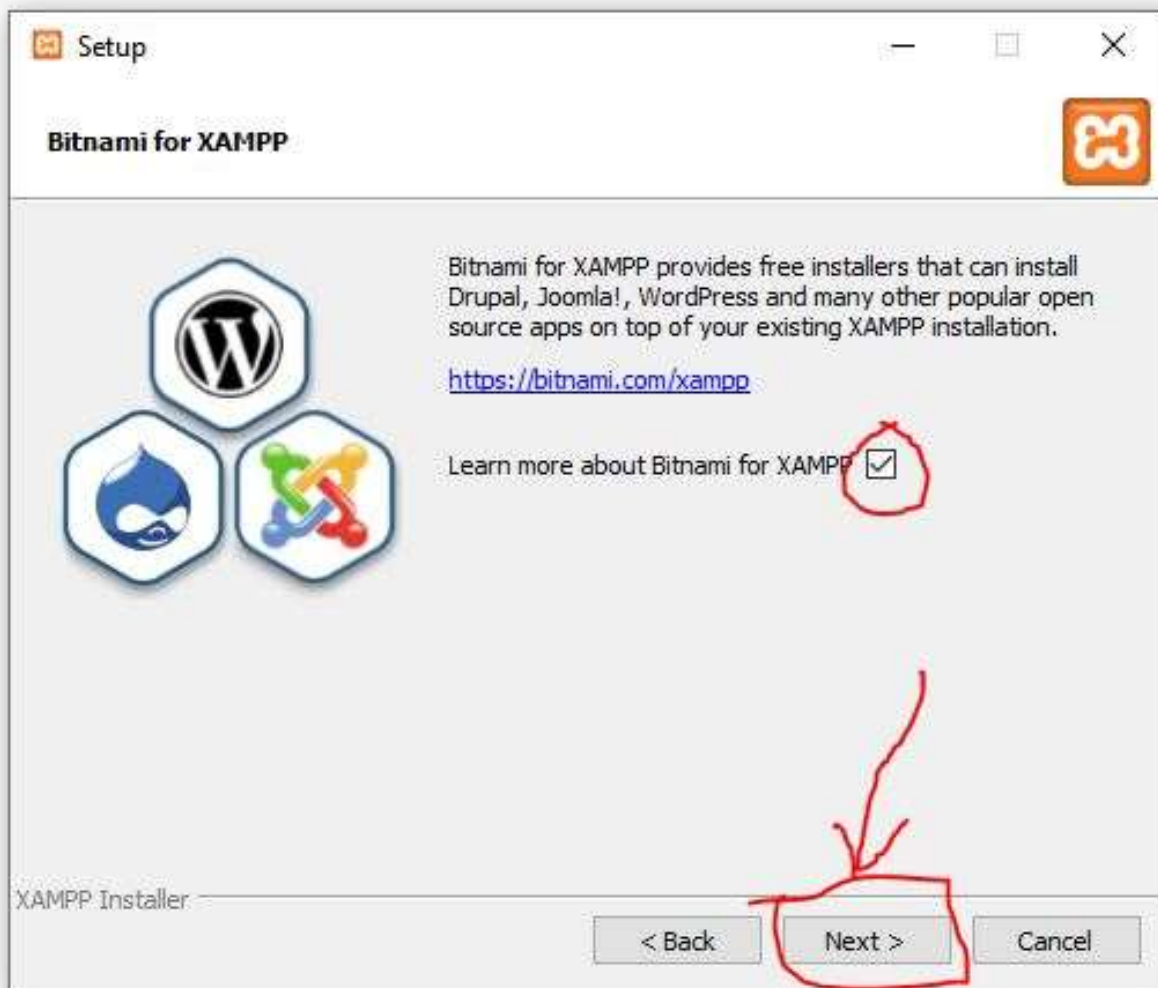 Setup
Bitnami for XAMPP
Bitnami for XAMPP provides free installers that can install
Drupal, Joomla!, WordPress and many other popular open
source apps on top of your existing XAMPP installation.
https://bitnami.com/xampp
Learn more about Bitnami for XAMPP
XAMPP Installer
< Back
Next >
Cancel